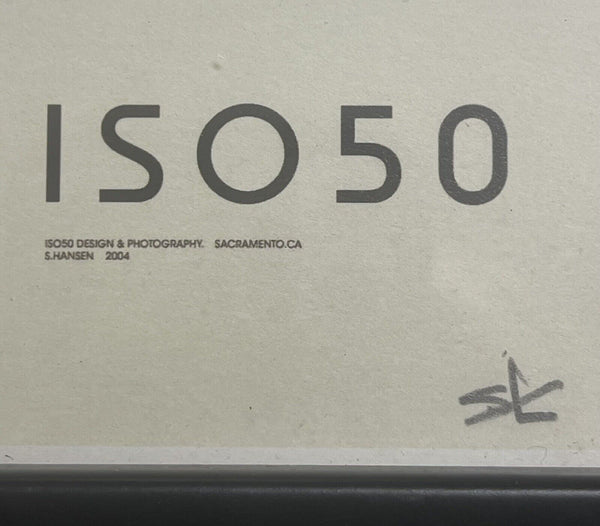 ISO50
ISO50 DESIGN & PHOTOGRAPHY. SACRAMENTO.CA
S.HANSEN 2004